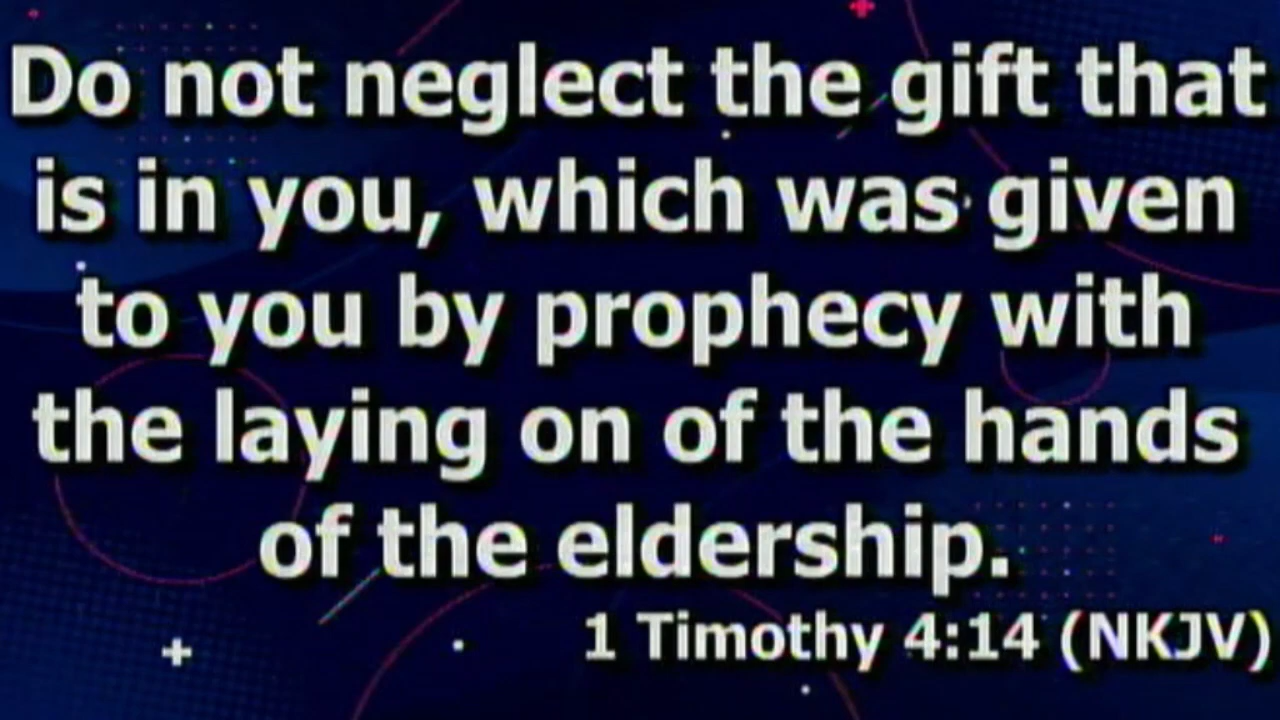 Do not neglect the gift that
is in you, which was given
to you by prophecy with
the laying on of the hands
of the eldership.
1 Timothy 4:14 (NKJV)